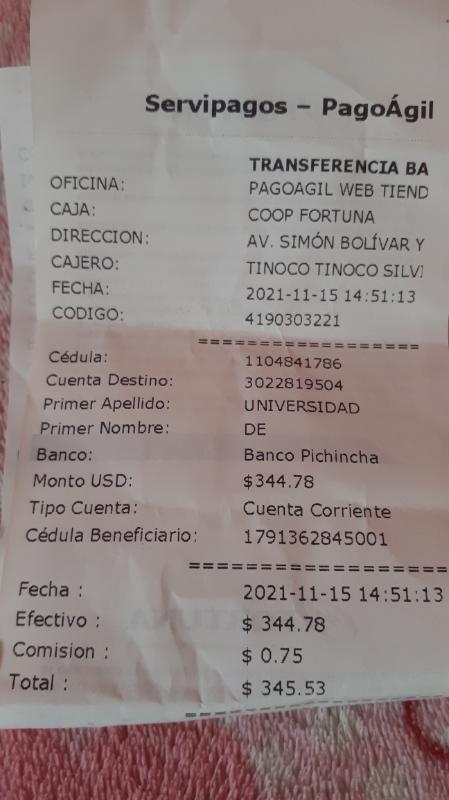 Servipagos – PagoÁgil
TRANSFERENCIA BA
OFICINA: PAGOAGIL WEB TIEND
CAJA: COOP FORTUNA
DIRECCION: AV. SIMÓN BOLÍVAR Y
CAJERO: TINOCO TINOCO SILVI
FECHA: 2021-11-15 14:51:13
CODIGO: 4190303221
==================
Cédula: 1104841786
Cuenta Destino: 3022819504
Primer Apellido: UNIVERSIDAD
Primer Nombre: DE
Banco: Banco Pichincha
Monto USD: $344.78
Tipo Cuenta: Cuenta Corriente
Cédula Beneficiario: 1791362845001
==================
Fecha : 2021-11-15 14:51:13
Efectivo : $ 344.78
Comision : $ 0.75
Total : $ 345.53